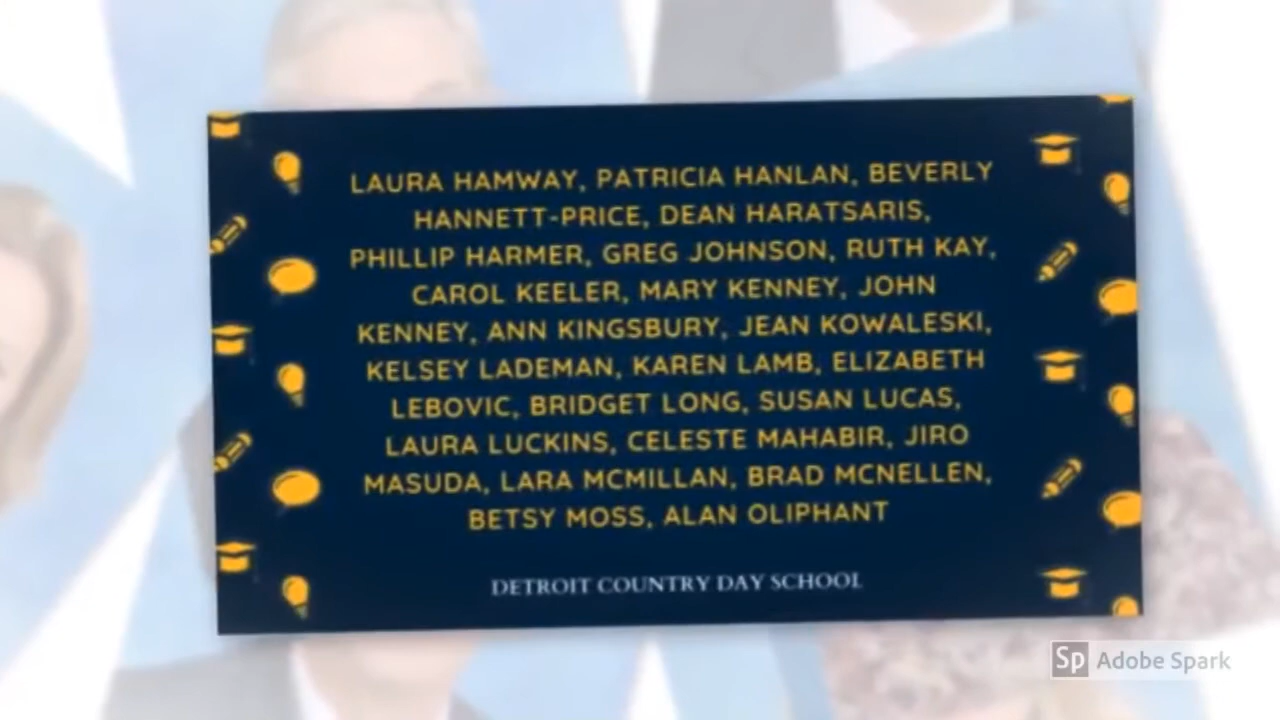 LAURA HAMWAY, PATRICIA HANLAN, BEVERLY
HANNETT-PRICE, DEAN HARATSARIS,
PHILLIP HARMER, GREG JOHNSON, RUTH KAY,
CAROL KEELER, MARY KENNEY, JOHN
KENNEY, ANN KINGSBURY, JEAN KOWALESKI,
KELSEY LADEMAN, KAREN LAMB, ELIZABETH
LEBOVIC, BRIDGET LONG, SUSAN LUCAS,
LAURA LUCKINS, CELESTE MAHABIR, JIRO
MASUDA, LARA MCMILLAN, BRAD MCNELLEN,
BETSY MOSS, ALAN OLIPHANT
DETROIT COUNTRY DAY SCHOOL
Sp Adobe Spark